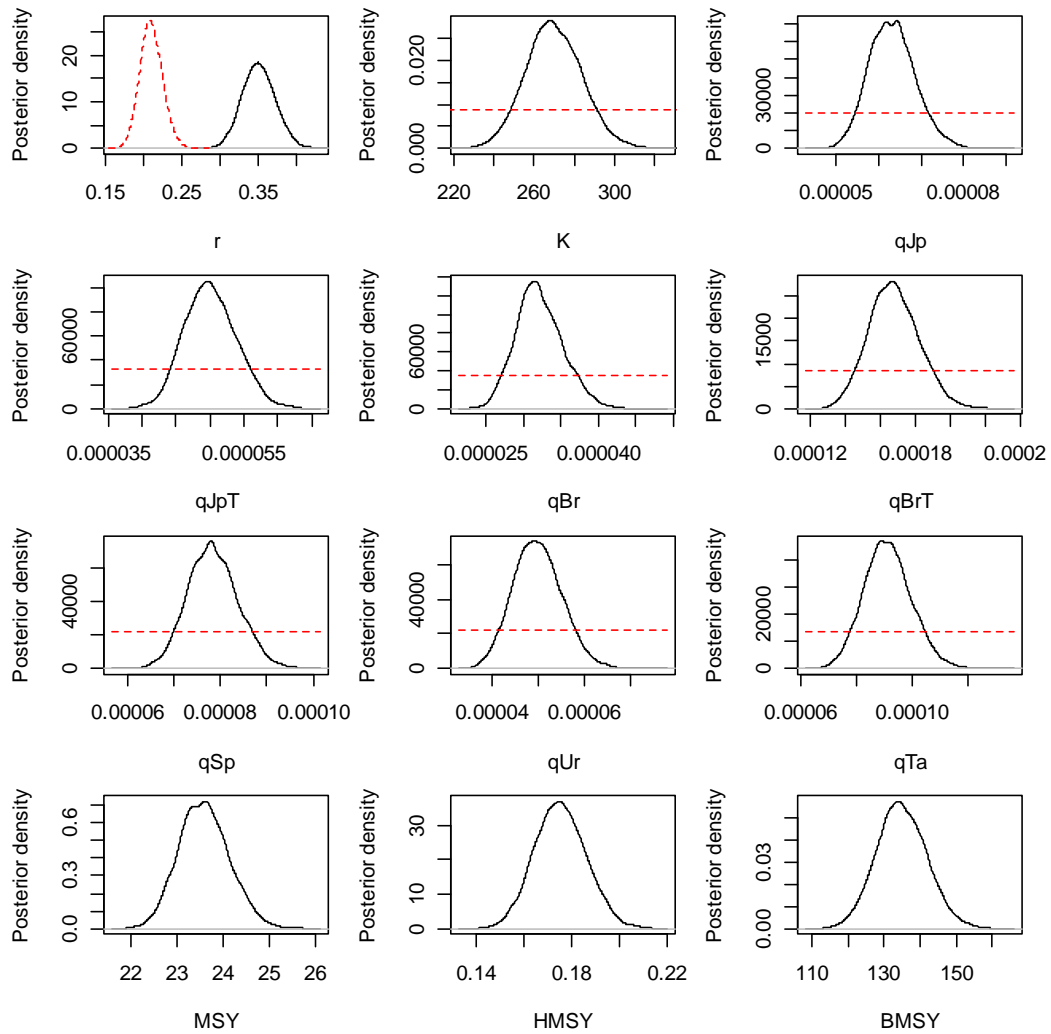 Posterior density
0 10 20
0.15 0.25 0.35
r
Posterior density
0.000 0.020
220 260 300
K
Posterior density
0 30000
0.00005 0.00008
qJp
Posterior density
0 60000
0.000035 0.000055
qJpT
Posterior density
0 60000
0.000025 0.000040
qBr
Posterior density
0 15000
0.00012 0.00018 0.0002
qBrT
Posterior density
0 40000
0.00006 0.00008 0.00010
qSp
Posterior density
0 40000
0.00004 0.00006
qUr
Posterior density
0 20000
0.00006 0.00010
qTa
Posterior density
0.0 0.3 0.6
22 23 24 25 26
MSY
Posterior density
0 10 30
0.14 0.18 0.22
HMSY
Posterior density
0.00 0.03
110 130 150
BMSY